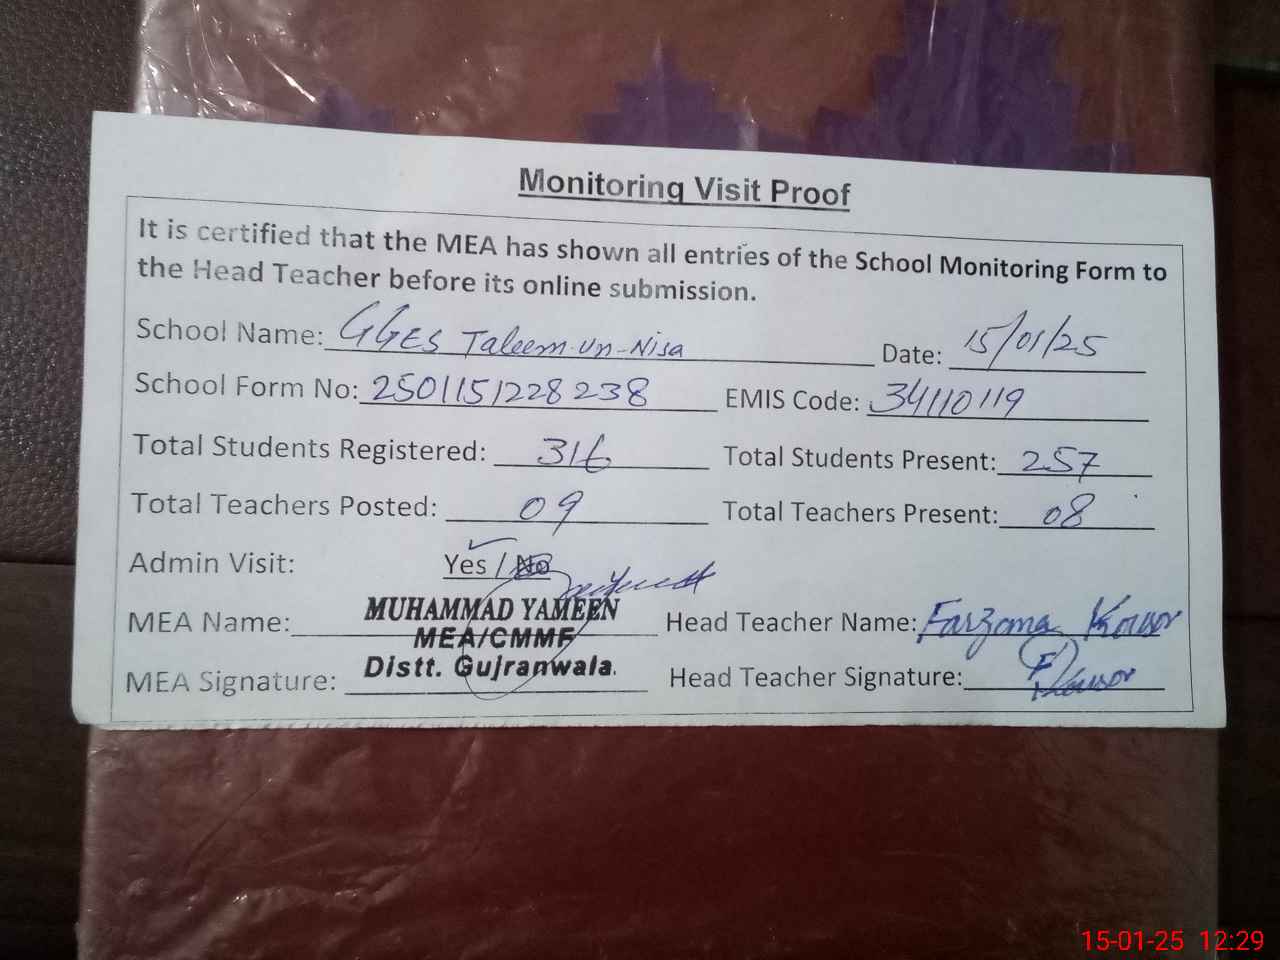 Monitoring Visit Proof
It is certified that the MEA has shown all entries of the School Monitoring Form to
the Head Teacher before its online submission.
School Name: GGES Taleem-un-Nisa Date: 15/01/25
School Form No: 2501151228238 EMIS Code: 34110119
Total Students Registered: 316 Total Students Present: 257
Total Teachers Posted: 09 Total Teachers Present: 08
Admin Visit: Yes / No
MEA Name: MUHAMMAD YAMEEN Head Teacher Name: Farzana Kousor
MEA/CMMF
Distt. Gujranwala.
MEA Signature: Head Teacher Signature: F Kousor
15-01-25 12:29